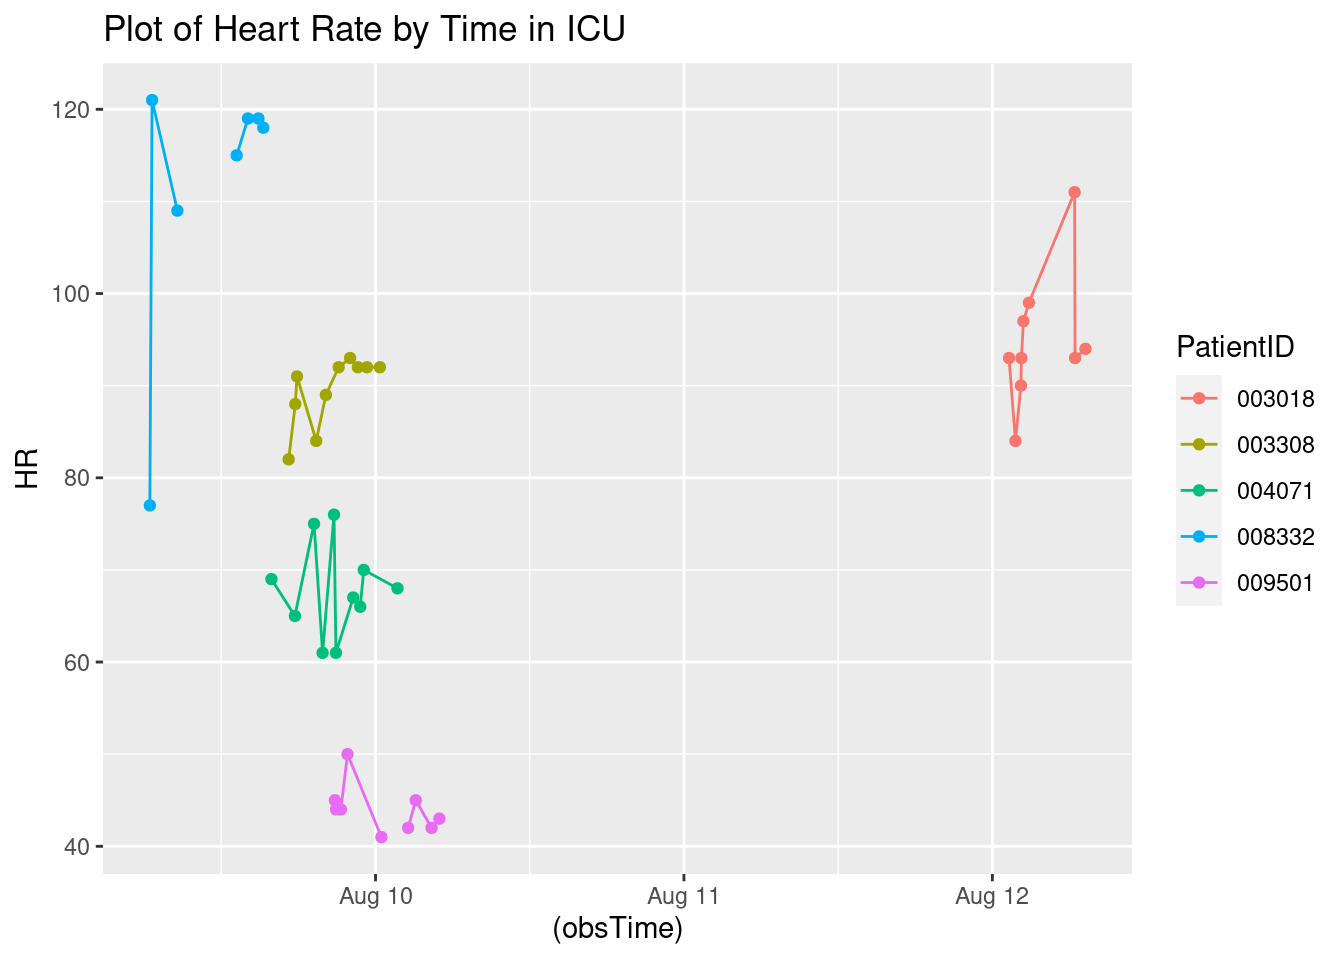 Plot of Heart Rate by Time in ICU
120
100
80
60
40
HR
Aug 10
Aug 11
Aug 12
(obsTime)
PatientID
003018
003308
004071
008332
009501